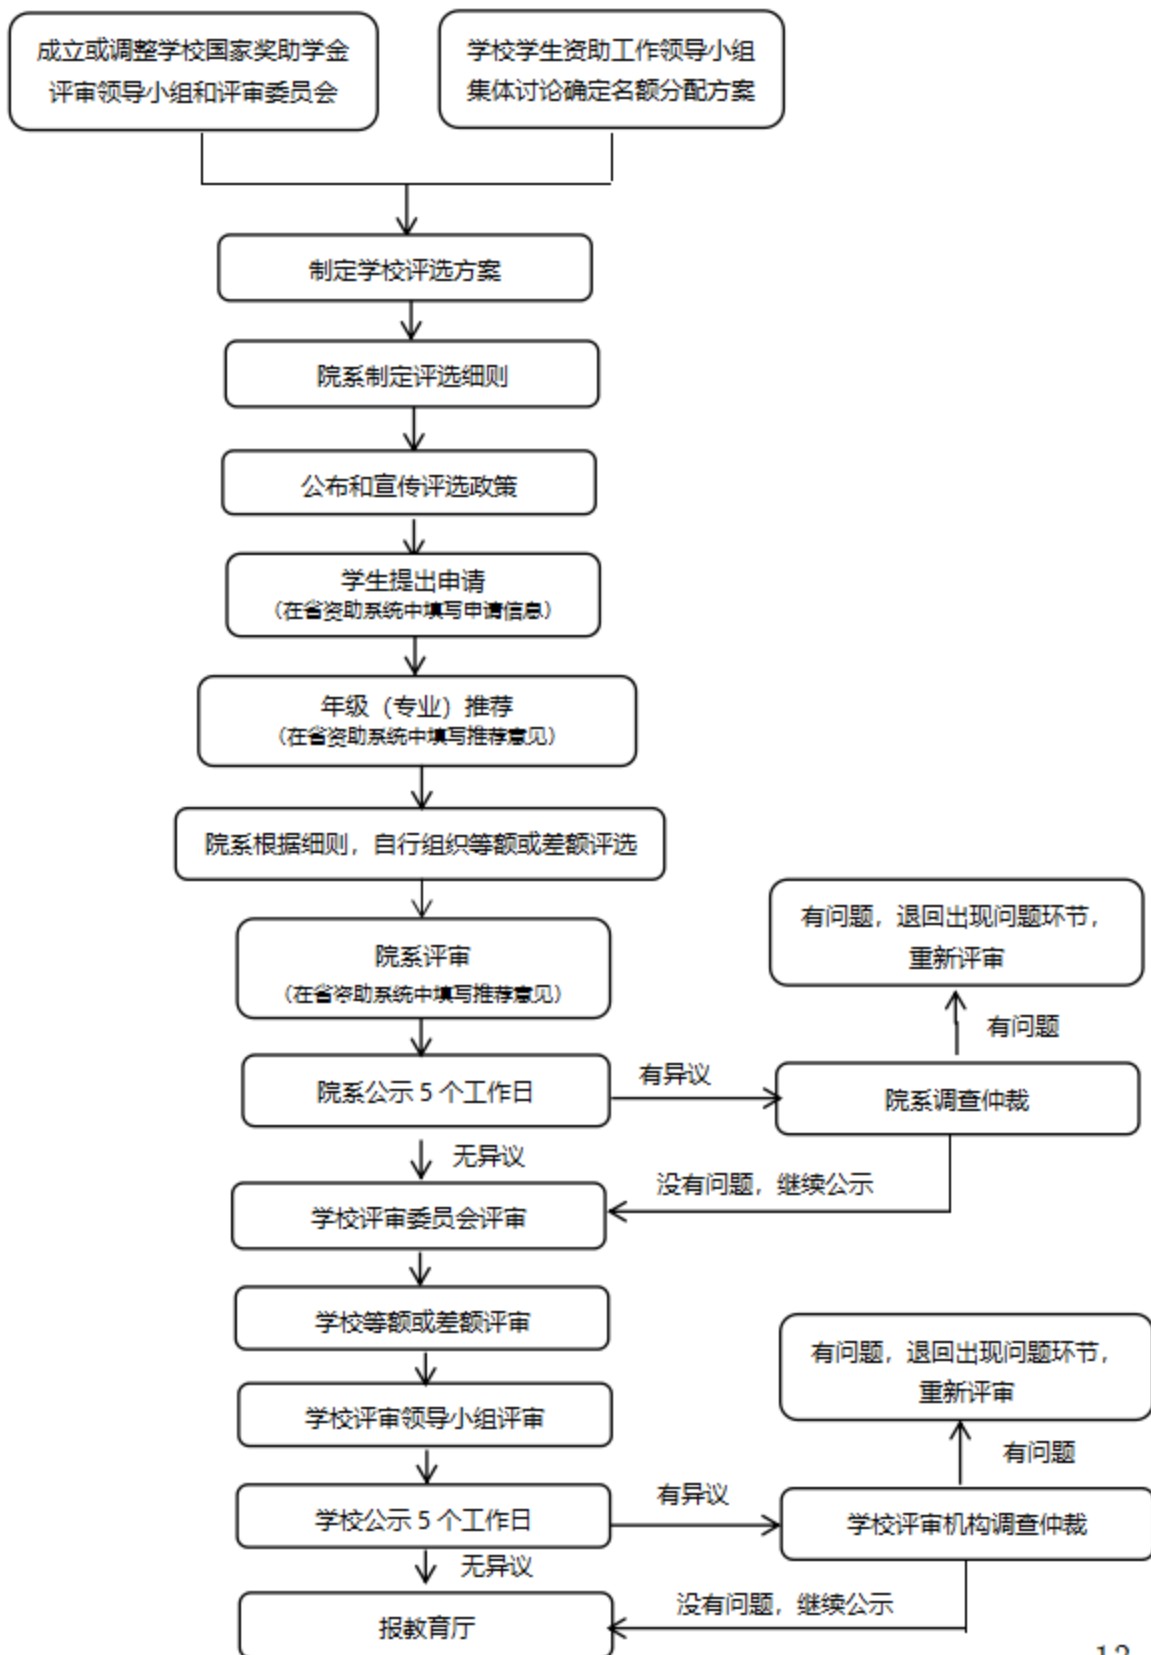 成立或调整学校国家奖助学金
评审领导小组和评审委员会
学校学生资助工作领导小组
集体讨论确定名额分配方案
制定学校评选方案
院系制定评选细则
公布和宣传评选政策
学生提出申请
（在省资助系统中填写申请信息）
年级（专业）推荐
（在省资助系统中填写推荐意见）
院系根据细则，自行组织等额或差额评选
院系评审
（在省资助系统中填写推荐意见）
有问题，退回出现问题环节，
重新评审
有问题
院系公示 5 个工作日
有异议
院系调查仲裁
无异议
没有问题，继续公示
学校评审委员会评审
学校等额或差额评审
学校评审领导小组评审
有问题，退回出现问题环节，
重新评审
有问题
学校公示 5 个工作日
有异议
学校评审机构调查仲裁
无异议
没有问题，继续公示
报教育厅